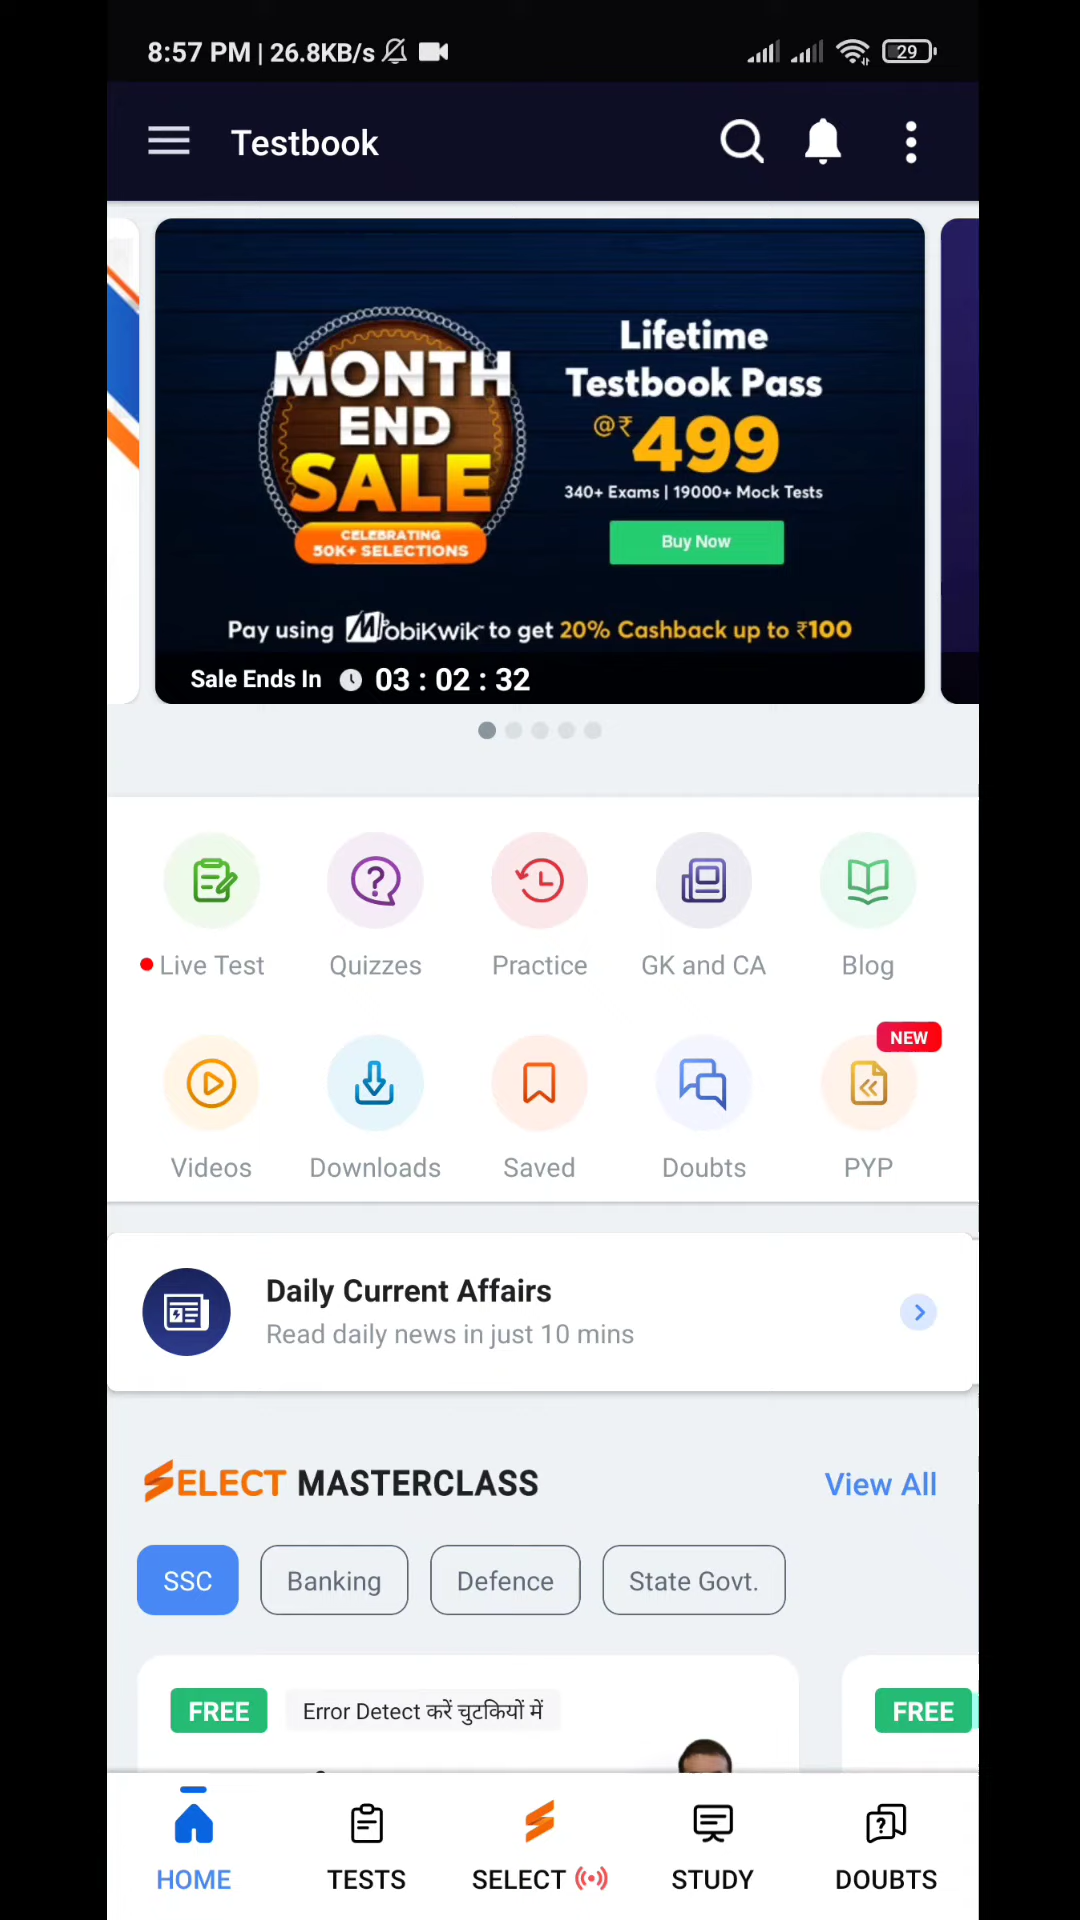 8:57 PM | 26.8KB/s
29
Testbook
MONTH
END
SALE
CELEBRATING
50K+ SELECTIONS
Lifetime
Testbook Pass
@₹499
340+ Exams | 19000+ Mock Tests
Buy Now
Pay using MobiKwik to get 20% Cashback up to ₹100
Sale Ends In 03 : 02 : 32
Live Test
Quizzes
Practice
GK and CA
Blog
NEW
Videos
Downloads
Saved
Doubts
PYP
Daily Current Affairs
Read daily news in just 10 mins
SELECT MASTERCLASS
View All
SSC
Banking
Defence
State Govt.
FREE
Error Detect करें चुटकियों में
FREE
HOME
TESTS
SELECT
STUDY
DOUBTS